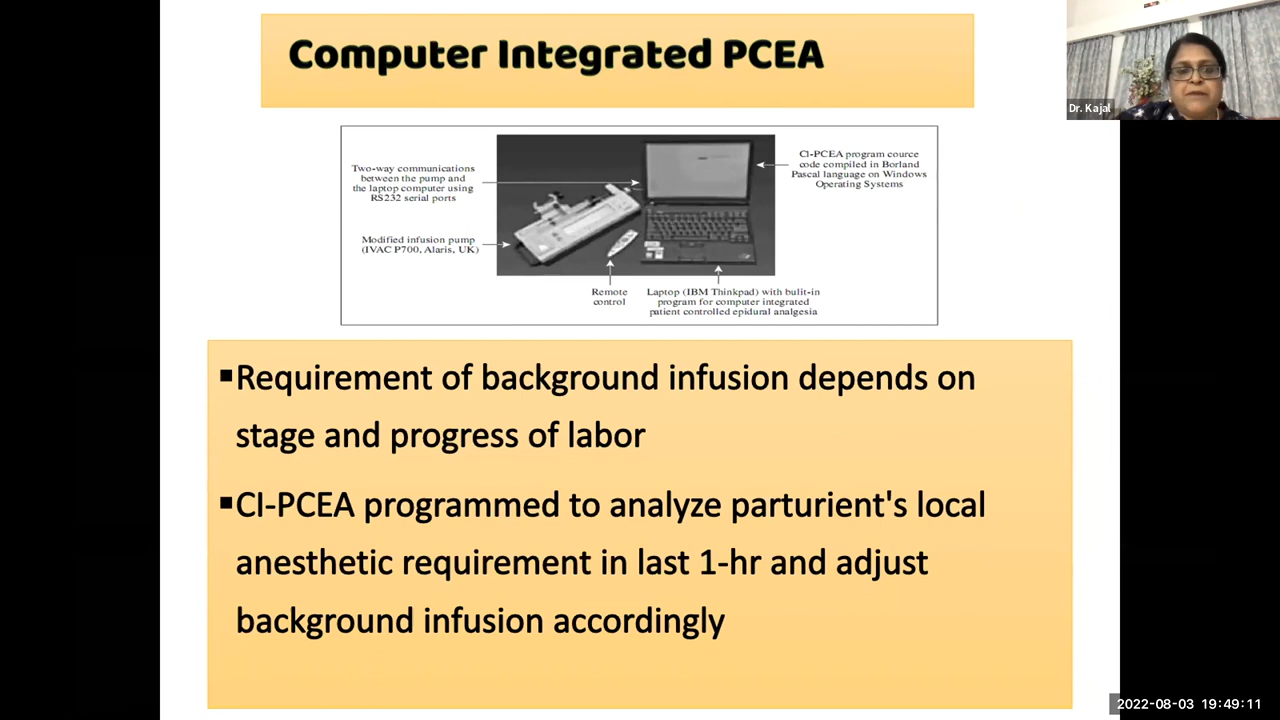 Computer Integrated PCEA
Dr. Kajal
Two-way communications
between the pump and
the laptop computer using
RS232 serial ports
Modified infusion pump
(IVAC P700, Alaris, UK)
CI-PCEA program cource
code compiled in Borland
Pascal language on Windows
Operating Systems
Remote
control
Laptop (IBM Thinkpad) with bulit-in
program for computer integrated
patient controlled epidural analgesia
▪Requirement of background infusion depends on
stage and progress of labor
▪CI-PCEA programmed to analyze parturient's local
anesthetic requirement in last 1-hr and adjust
background infusion accordingly
2022-08-03 19:49:11